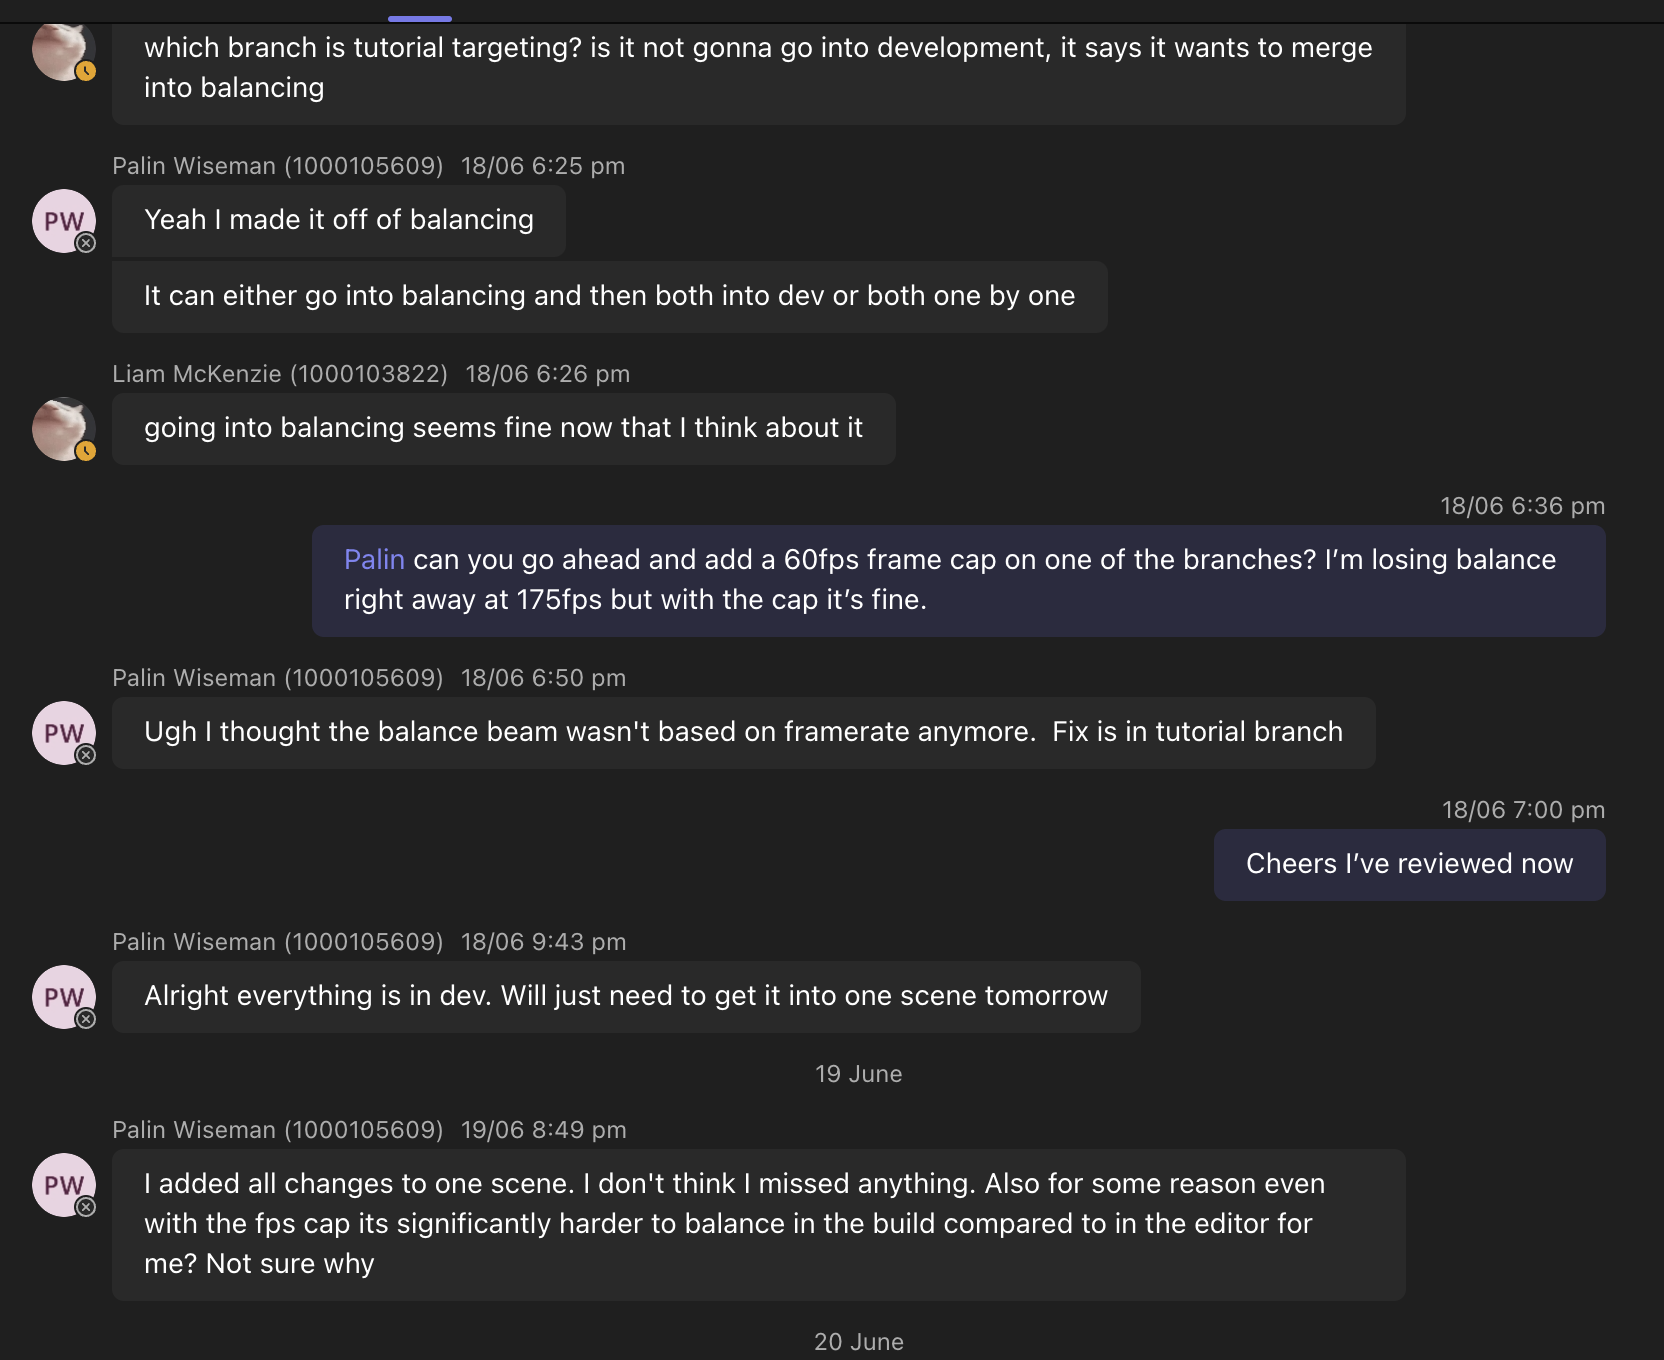 which branch is tutorial targeting? is it not gonna go into development, it says it wants to merge
into balancing
Palin Wiseman (1000105609) 18/06 6:25 pm
PW
Yeah I made it off of balancing
It can either go into balancing and then both into dev or both one by one
Liam McKenzie (1000103822) 18/06 6:26 pm
going into balancing seems fine now that I think about it
18/06 6:36 pm
Palin can you go ahead and add a 60fps frame cap on one of the branches? I’m losing balance
right away at 175fps but with the cap it’s fine.
Palin Wiseman (1000105609) 18/06 6:50 pm
PW
Ugh I thought the balance beam wasn't based on framerate anymore.  Fix is in tutorial branch
18/06 7:00 pm
Cheers I’ve reviewed now
Palin Wiseman (1000105609) 18/06 9:43 pm
PW
Alright everything is in dev. Will just need to get it into one scene tomorrow
19 June
Palin Wiseman (1000105609) 19/06 8:49 pm
PW
I added all changes to one scene. I don't think I missed anything. Also for some reason even
with the fps cap its significantly harder to balance in the build compared to in the editor for
me? Not sure why
20 June